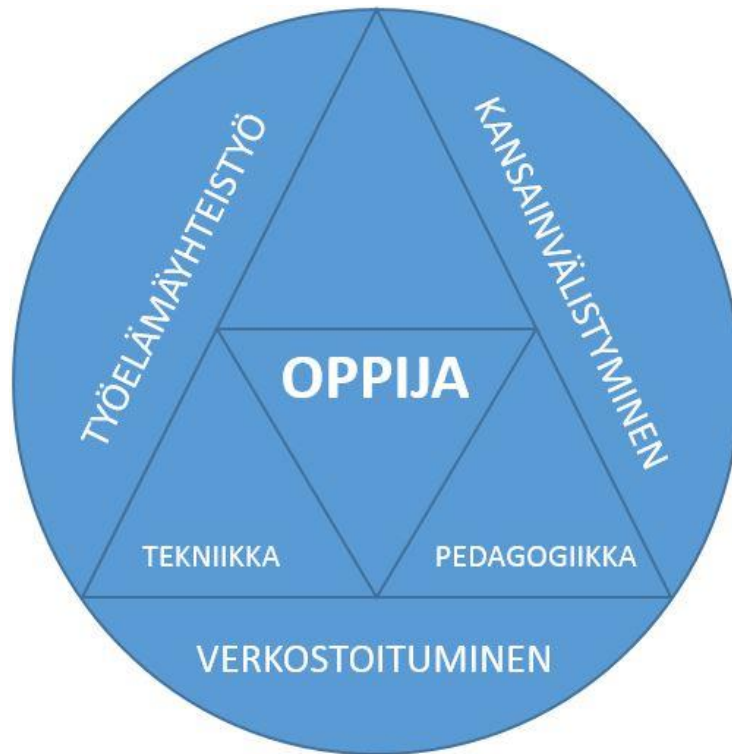 TYÖELÄMÄYHTEISTYÖ
KANSAINVÄLISTYMINEN
OPPIJA
TEKNIIKKA
PEDAGOGIIKKA
VERKOSTOITUMINEN